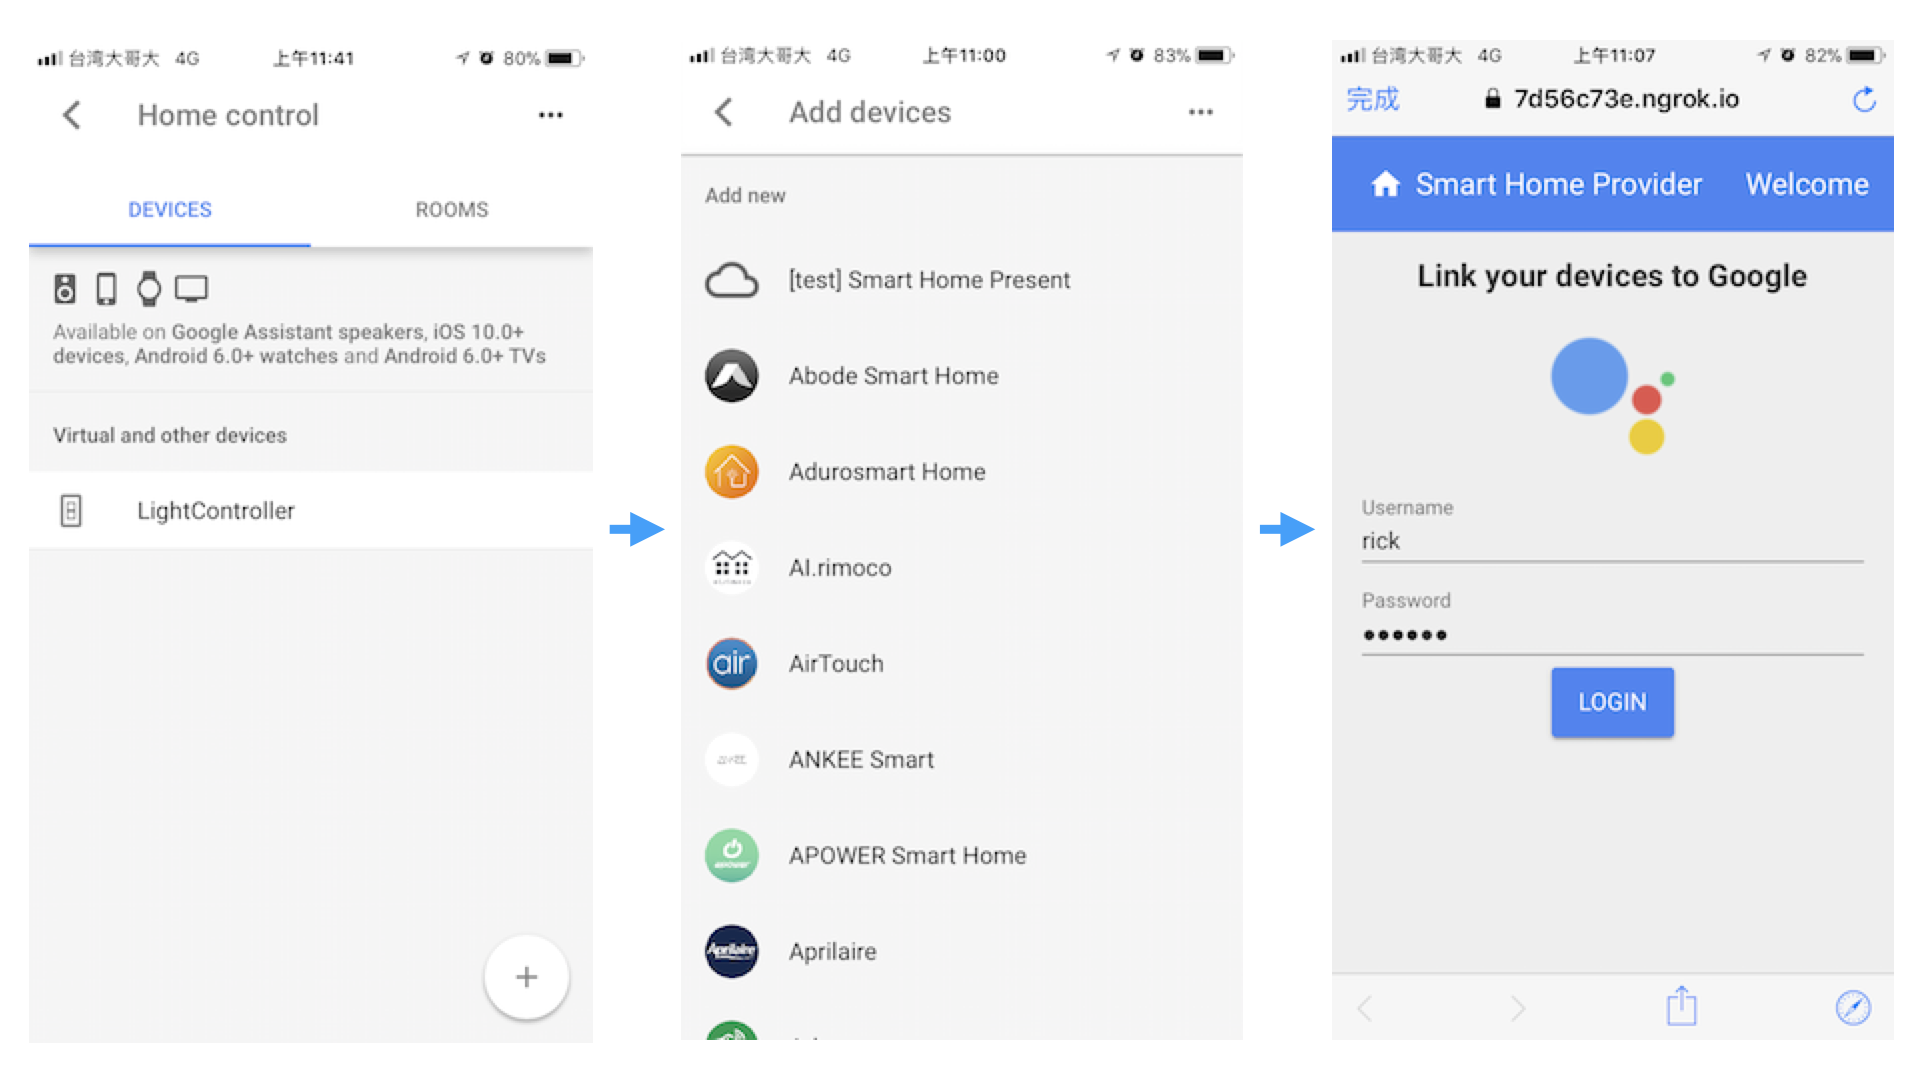 台湾大哥大 4G 上午11:41 80%
Home control
DEVICES ROOMS
Available on Google Assistant speakers, iOS 10.0+
devices, Android 6.0+ watches and Android 6.0+ TVs
Virtual and other devices
LightController
台湾大哥大 4G 上午11:00 83%
Add devices
Add new
[test] Smart Home Present
Abode Smart Home
Adurosmart Home
AI.rimoco
air AirTouch
ANKEE Smart
APOWER Smart Home
Aprilaire Aprilaire
台湾大哥大 4G 上午11:07 82%
完成 7d56c73e.ngrok.io
Smart Home Provider Welcome
Link your devices to Google
Username
rick
Password
LOGIN